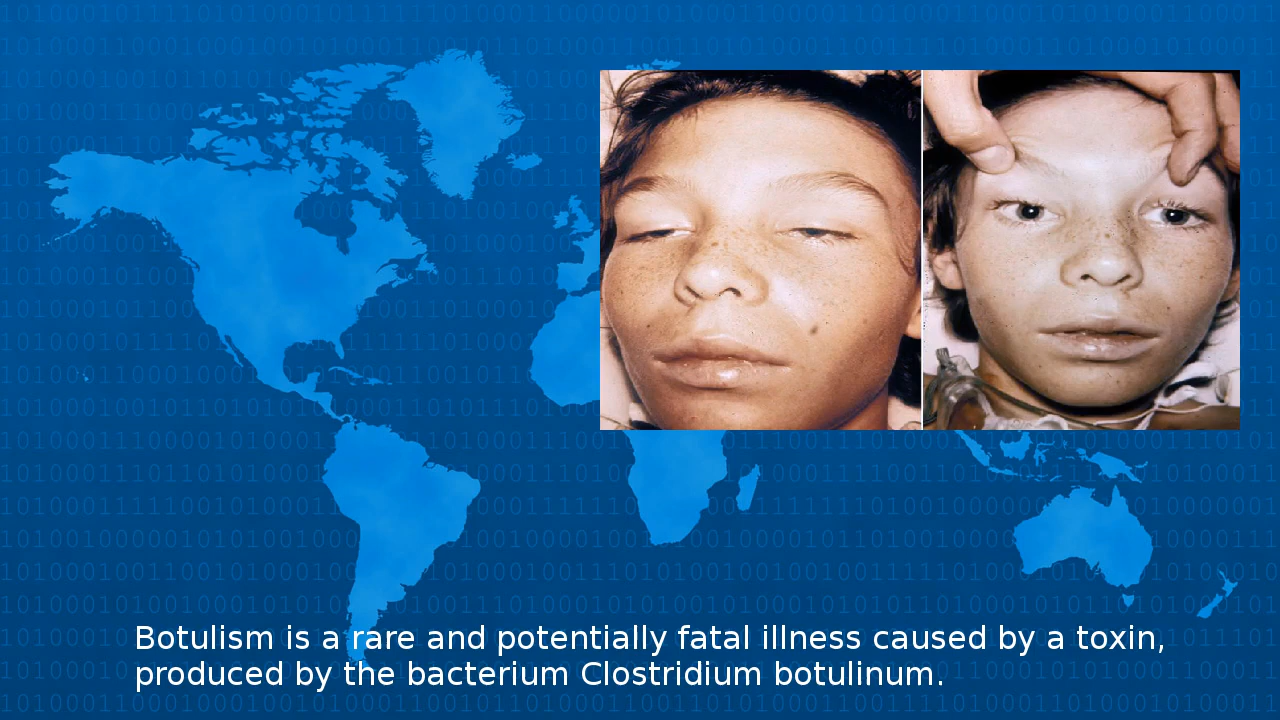 Botulism is a rare and potentially fatal illness caused by a toxin,
produced by the bacterium Clostridium botulinum.